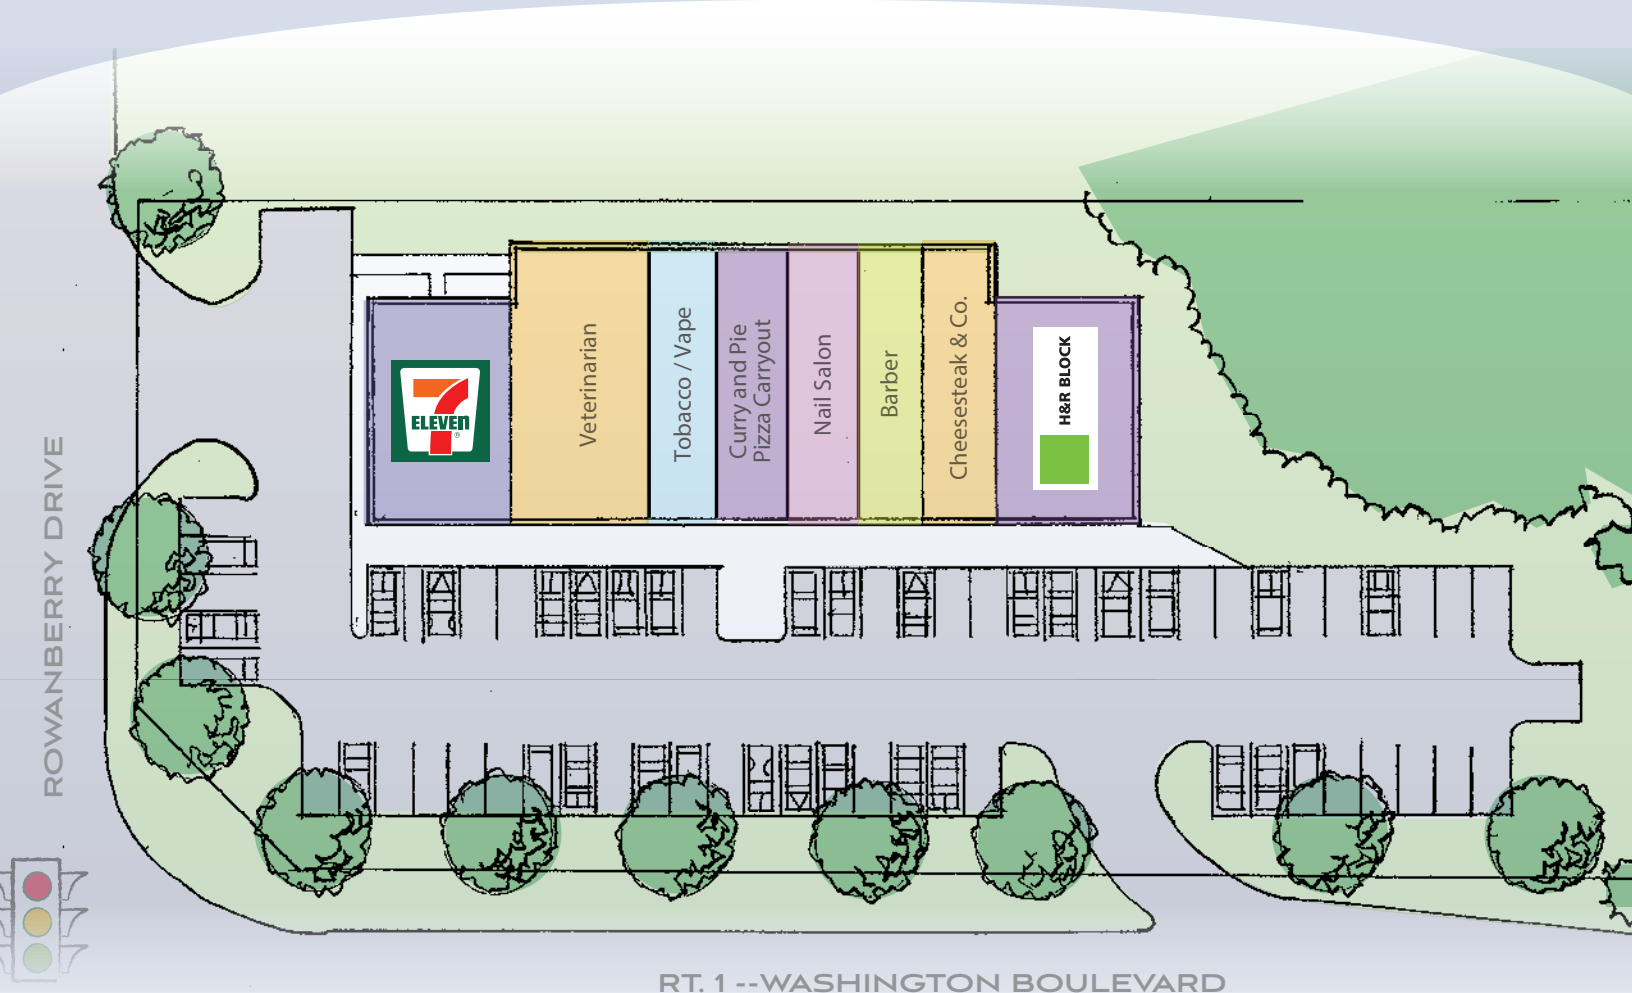 7
ELEVEN
®
Veterinarian
Tobacco / Vape
Curry and Pie
Pizza Carryout
Nail Salon
Barber
Cheesesteak & Co.
H&R BLOCK
ROWANBERRY DRIVE
RT. 1 --WASHINGTON BOULEVARD